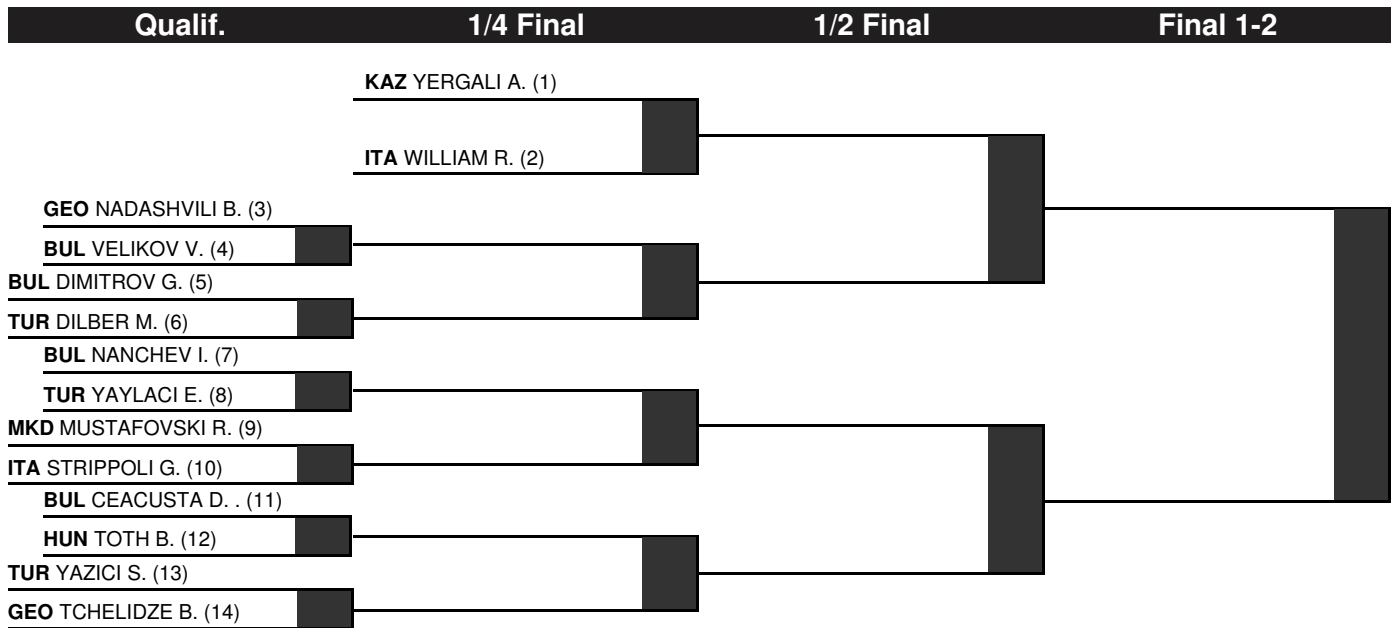 Qualif. 1/4 Final 1/2 Final Final 1-2
KAZ YERGALI A. (1)
ITA WILLIAM R. (2)
GEO NADASHVILI B. (3)
BUL VELIKOV V. (4)
BUL DIMITROV G. (5)
TUR DILBER M. (6)
BUL NANCHEV I. (7)
TUR YAYLACI E. (8)
MKD MUSTAFOVSKI R. (9)
ITA STRIPPOLI G. (10)
BUL CEACUSTA D. . (11)
HUN TOTH B. (12)
TUR YAZICI S. (13)
GEO TCHELIDZE B. (14)